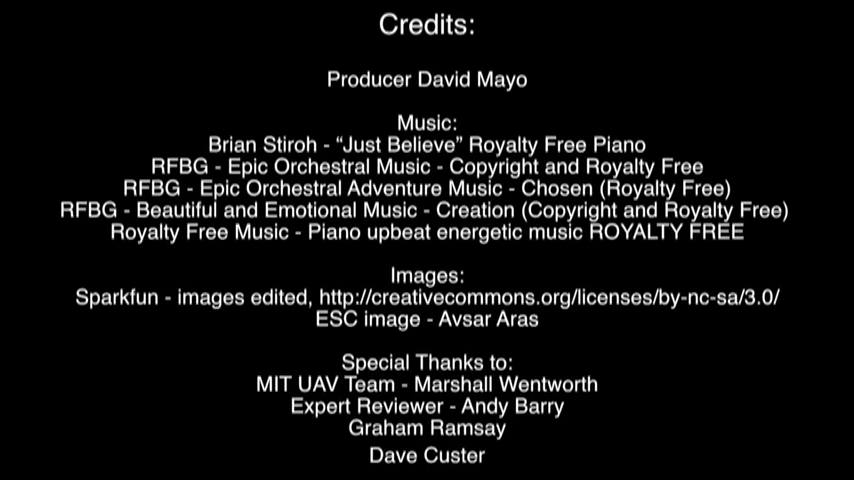 Credits:
Producer David Mayo
Music:
Brian Stiroh - “Just Believe” Royalty Free Piano
RFBG - Epic Orchestral Music - Copyright and Royalty Free
RFBG - Epic Orchestral Adventure Music - Chosen (Royalty Free)
RFBG - Beautiful and Emotional Music - Creation (Copyright and Royalty Free)
Royalty Free Music - Piano upbeat energetic music ROYALTY FREE
Images:
Sparkfun - images edited, http://creativecommons.org/licenses/by-nc-sa/3.0/
ESC image - Avsar Aras
Special Thanks to:
MIT UAV Team - Marshall Wentworth
Expert Reviewer - Andy Barry
Graham Ramsay
Dave Custer